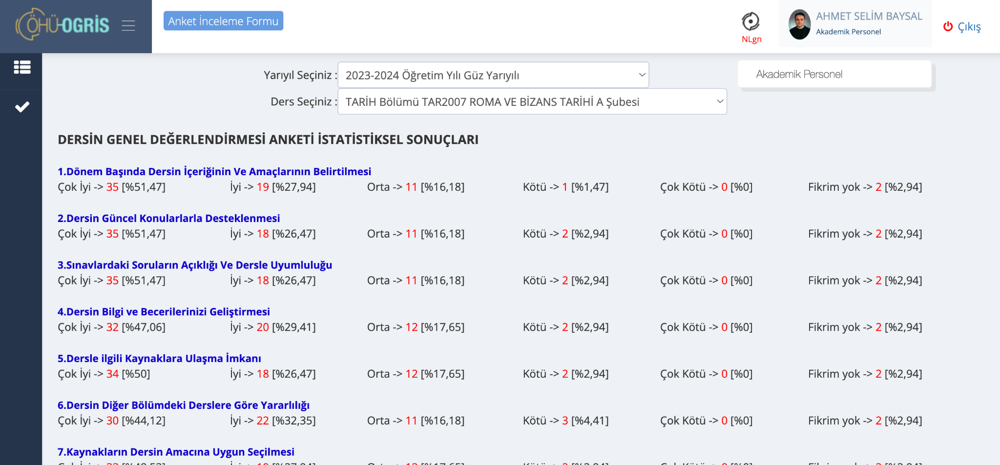 ÖHÜ-OGRİS
Anket İnceleme Formu
NLgn
AHMET SELİM BAYSAL
Akademik Personel
Çıkış
Yarıyıl Seçiniz : 2023-2024 Öğretim Yılı Güz Yarıyılı
Akademik Personel
Ders Seçiniz : TARİH Bölümü TAR2007 ROMA VE BİZANS TARİHİ A Şubesi
DERSİN GENEL DEĞERLENDİRMESİ ANKETİ İSTATİSTİKSEL SONUÇLARI
1.Dönem Başında Dersin İçeriğinin Ve Amaçlarının Belirtilmesi
Çok İyi -> 35 [%51,47] İyi -> 19 [%27,94] Orta -> 11 [%16,18] Kötü -> 1 [%1,47] Çok Kötü -> 0 [%0] Fikrim yok -> 2 [%2,94]
2.Dersin Güncel Konularlarla Desteklenmesi
Çok İyi -> 35 [%51,47] İyi -> 18 [%26,47] Orta -> 11 [%16,18] Kötü -> 2 [%2,94] Çok Kötü -> 0 [%0] Fikrim yok -> 2 [%2,94]
3.Sınavlardaki Soruların Açıklığı Ve Dersle Uyumluluğu
Çok İyi -> 35 [%51,47] İyi -> 18 [%26,47] Orta -> 11 [%16,18] Kötü -> 2 [%2,94] Çok Kötü -> 0 [%0] Fikrim yok -> 2 [%2,94]
4.Dersin Bilgi ve Becerilerinizi Geliştirmesi
Çok İyi -> 32 [%47,06] İyi -> 20 [%29,41] Orta -> 12 [%17,65] Kötü -> 2 [%2,94] Çok Kötü -> 0 [%0] Fikrim yok -> 2 [%2,94]
5.Dersle ilgili Kaynaklara Ulaşma İmkanı
Çok İyi -> 34 [%50] İyi -> 18 [%26,47] Orta -> 12 [%17,65] Kötü -> 2 [%2,94] Çok Kötü -> 0 [%0] Fikrim yok -> 2 [%2,94]
6.Dersin Diğer Bölümdeki Derslere Göre Yararlılığı
Çok İyi -> 30 [%44,12] İyi -> 22 [%32,35] Orta -> 11 [%16,18] Kötü -> 3 [%4,41] Çok Kötü -> 0 [%0] Fikrim yok -> 2 [%2,94]
7.Kaynakların Dersin Amacına Uygun Seçilmesi